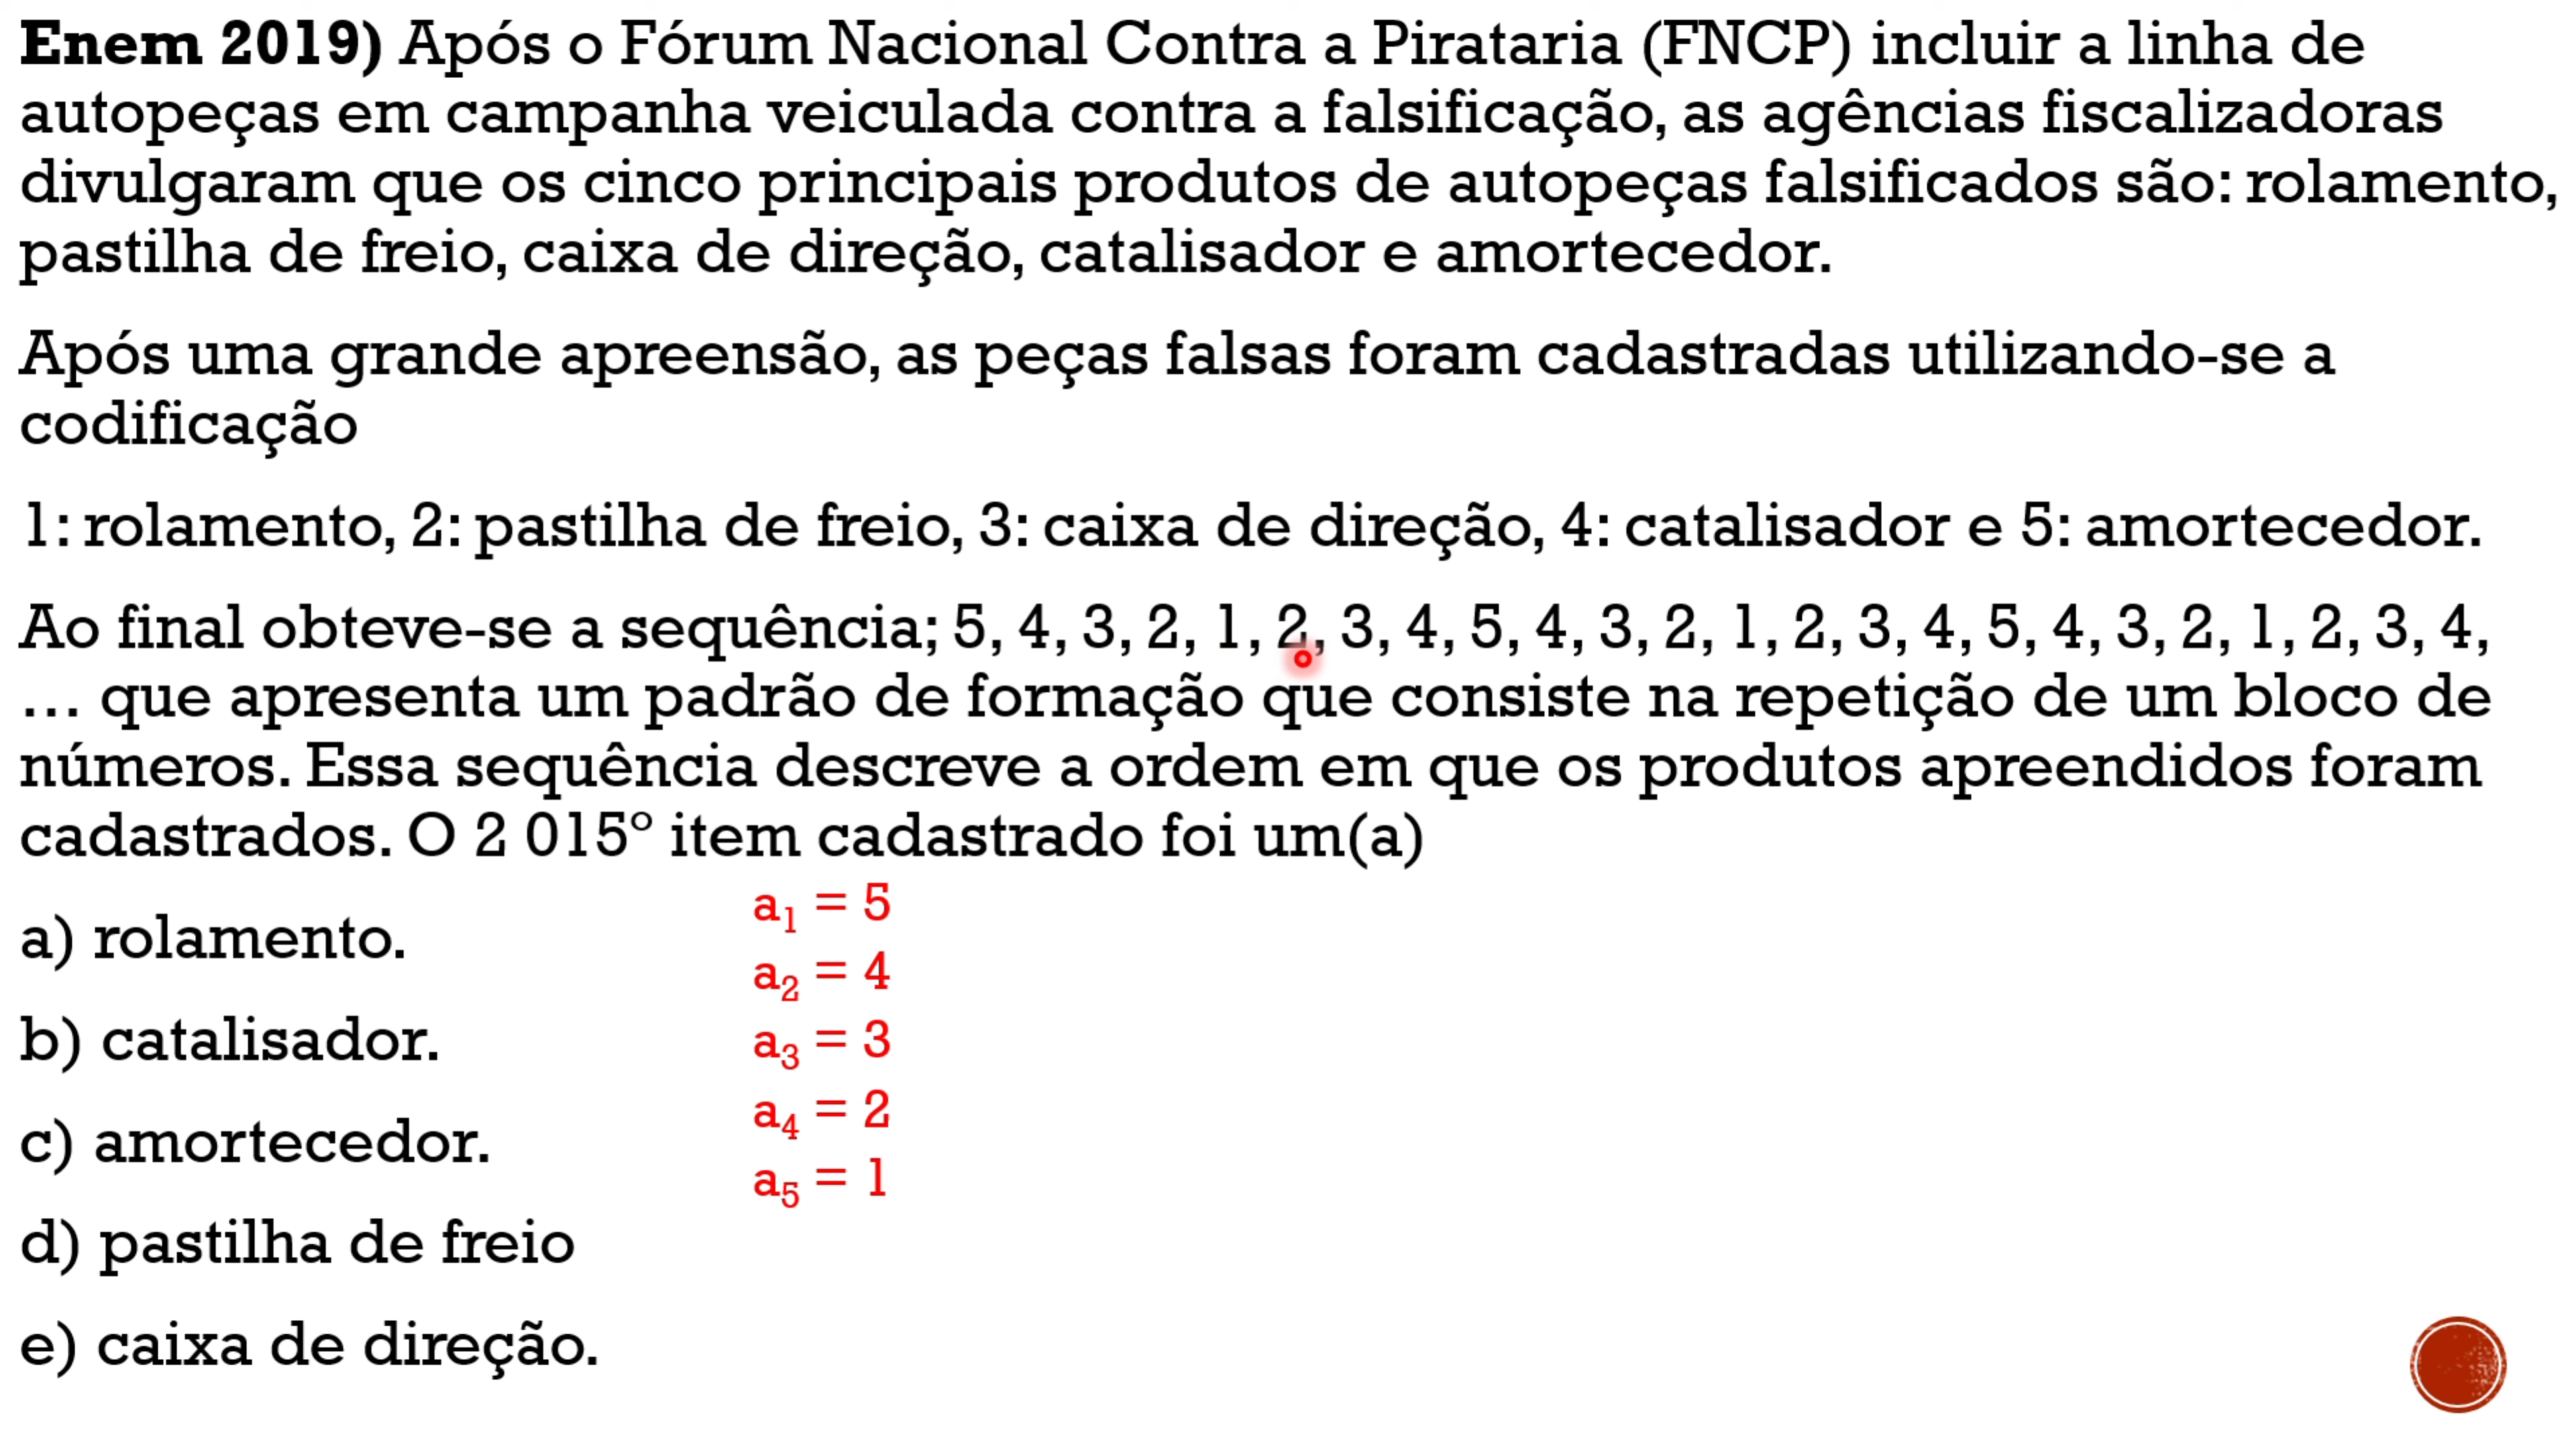 Enem 2019) Após o Fórum Nacional Contra a Pirataria (FNCP) incluir a linha de
autopeças em campanha veiculada contra a falsificação, as agências fiscalizadoras
divulgaram que os cinco principais produtos de autopeças falsificados são: rolamento,
pastilha de freio, caixa de direção, catalisador e amortecedor.
Após uma grande apreensão, as peças falsas foram cadastradas utilizando-se a
codificação
1: rolamento, 2: pastilha de freio, 3: caixa de direção, 4: catalisador e 5: amortecedor.
Ao final obteve-se a sequência; 5, 4, 3, 2, 1, 2, 3, 4, 5, 4, 3, 2, 1, 2, 3, 4, 5, 4, 3, 2, 1, 2, 3, 4,
… que apresenta um padrão de formação que consiste na repetição de um bloco de
números. Essa sequência descreve a ordem em que os produtos apreendidos foram
cadastrados. O 2 015º item cadastrado foi um(a)
a) rolamento.
b) catalisador.
c) amortecedor.
d) pastilha de freio
e) caixa de direção.
a₁ = 5
a₂ = 4
a₃ = 3
a₄ = 2
a₅ = 1